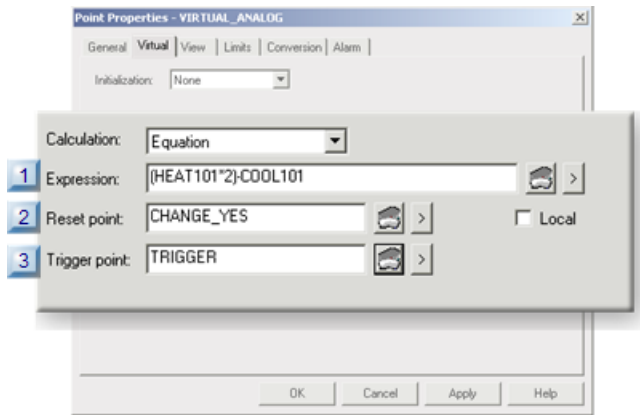 Point Properties - VIRTUAL_ANALOG
General Virtual View Limits Conversion Alarm
Initialization: None
Calculation: Equation
1 Expression: (HEAT101*2)-COOL101
2 Reset point: CHANGE_YES Local
3 Trigger point: TRIGGER
OK Cancel Apply Help